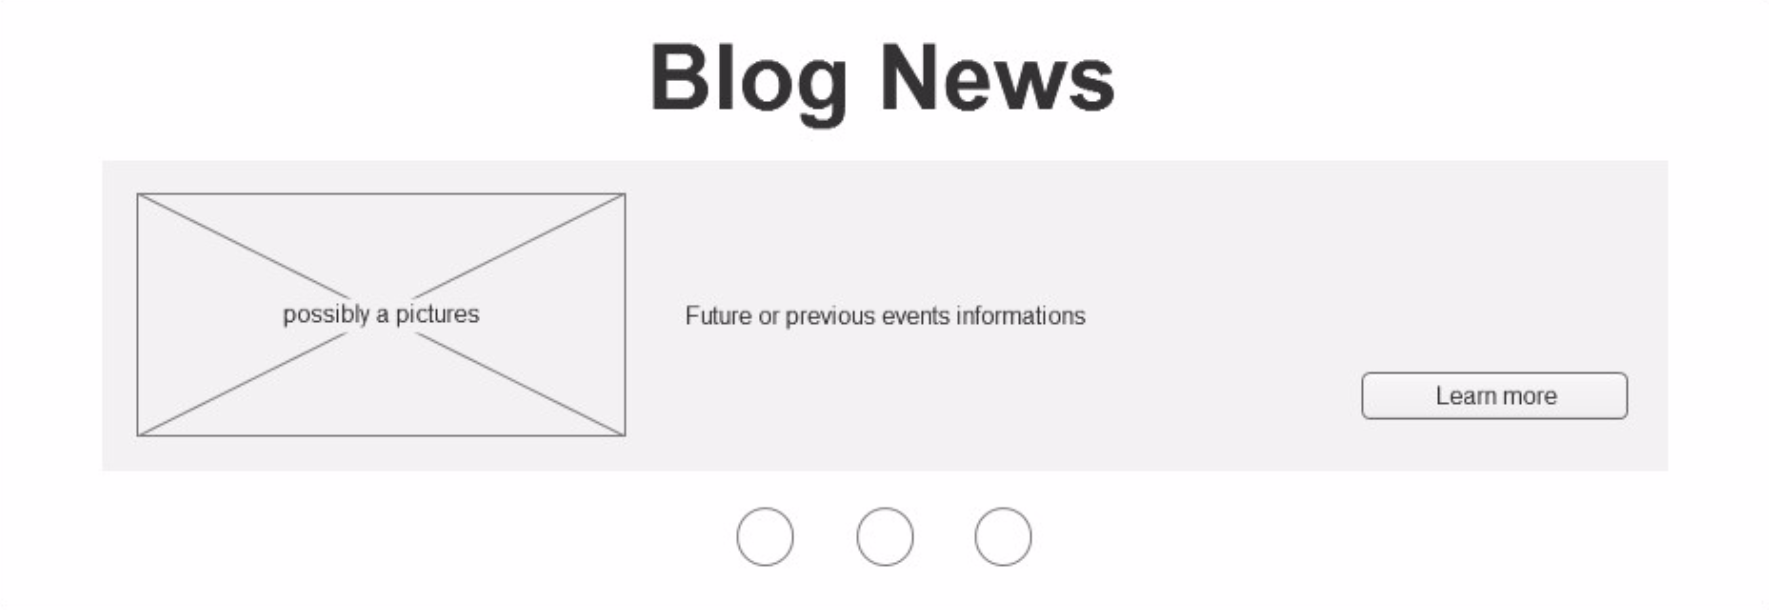 Blog News
possibly a pictures
Future or previous events informations
Learn more